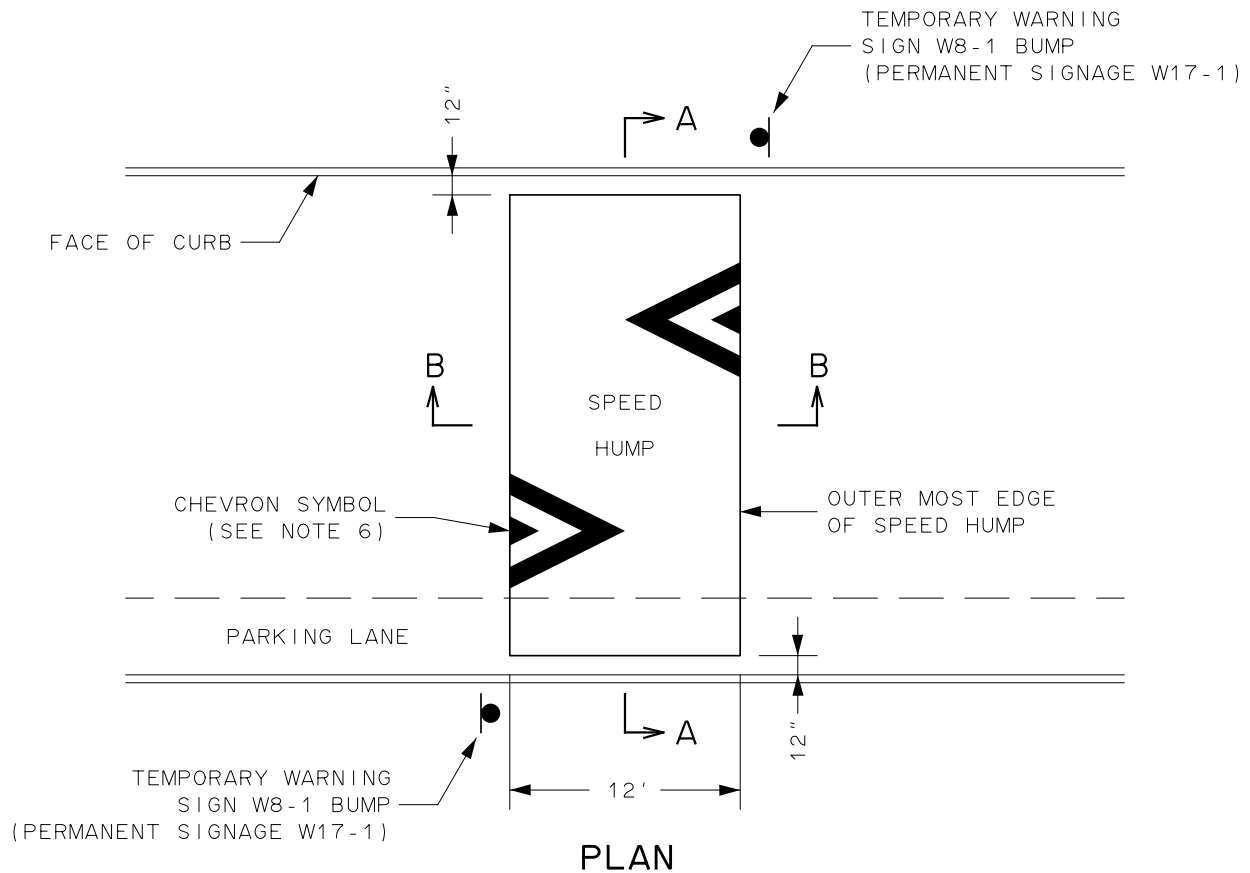 TEMPORARY WARNING
SIGN W8-1 BUMP
(PERMANENT SIGNAGE W17-1)
12"
A
FACE OF CURB
B
B
SPEED
HUMP
CHEVRON SYMBOL
(SEE NOTE 6)
OUTER MOST EDGE
OF SPEED HUMP
PARKING LANE
12"
A
TEMPORARY WARNING
SIGN W8-1 BUMP
(PERMANENT SIGNAGE W17-1)
12'
PLAN